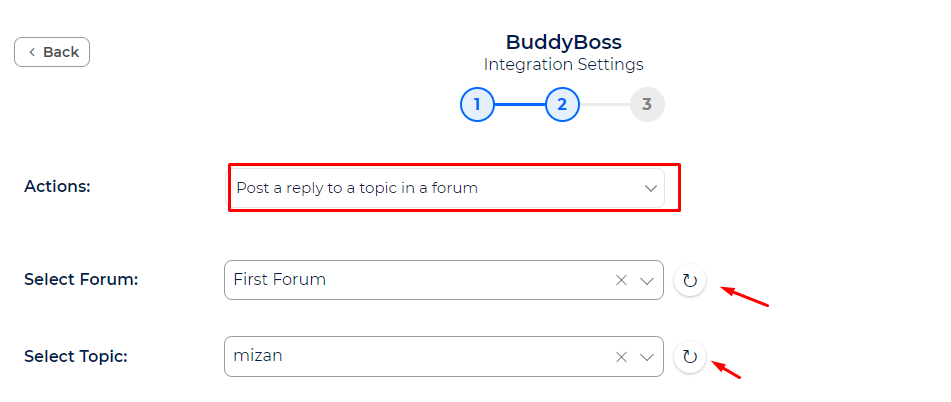 Back
BuddyBoss
Integration Settings
1 2 3
Actions: Post a reply to a topic in a forum
Select Forum: First Forum
Select Topic: mizan